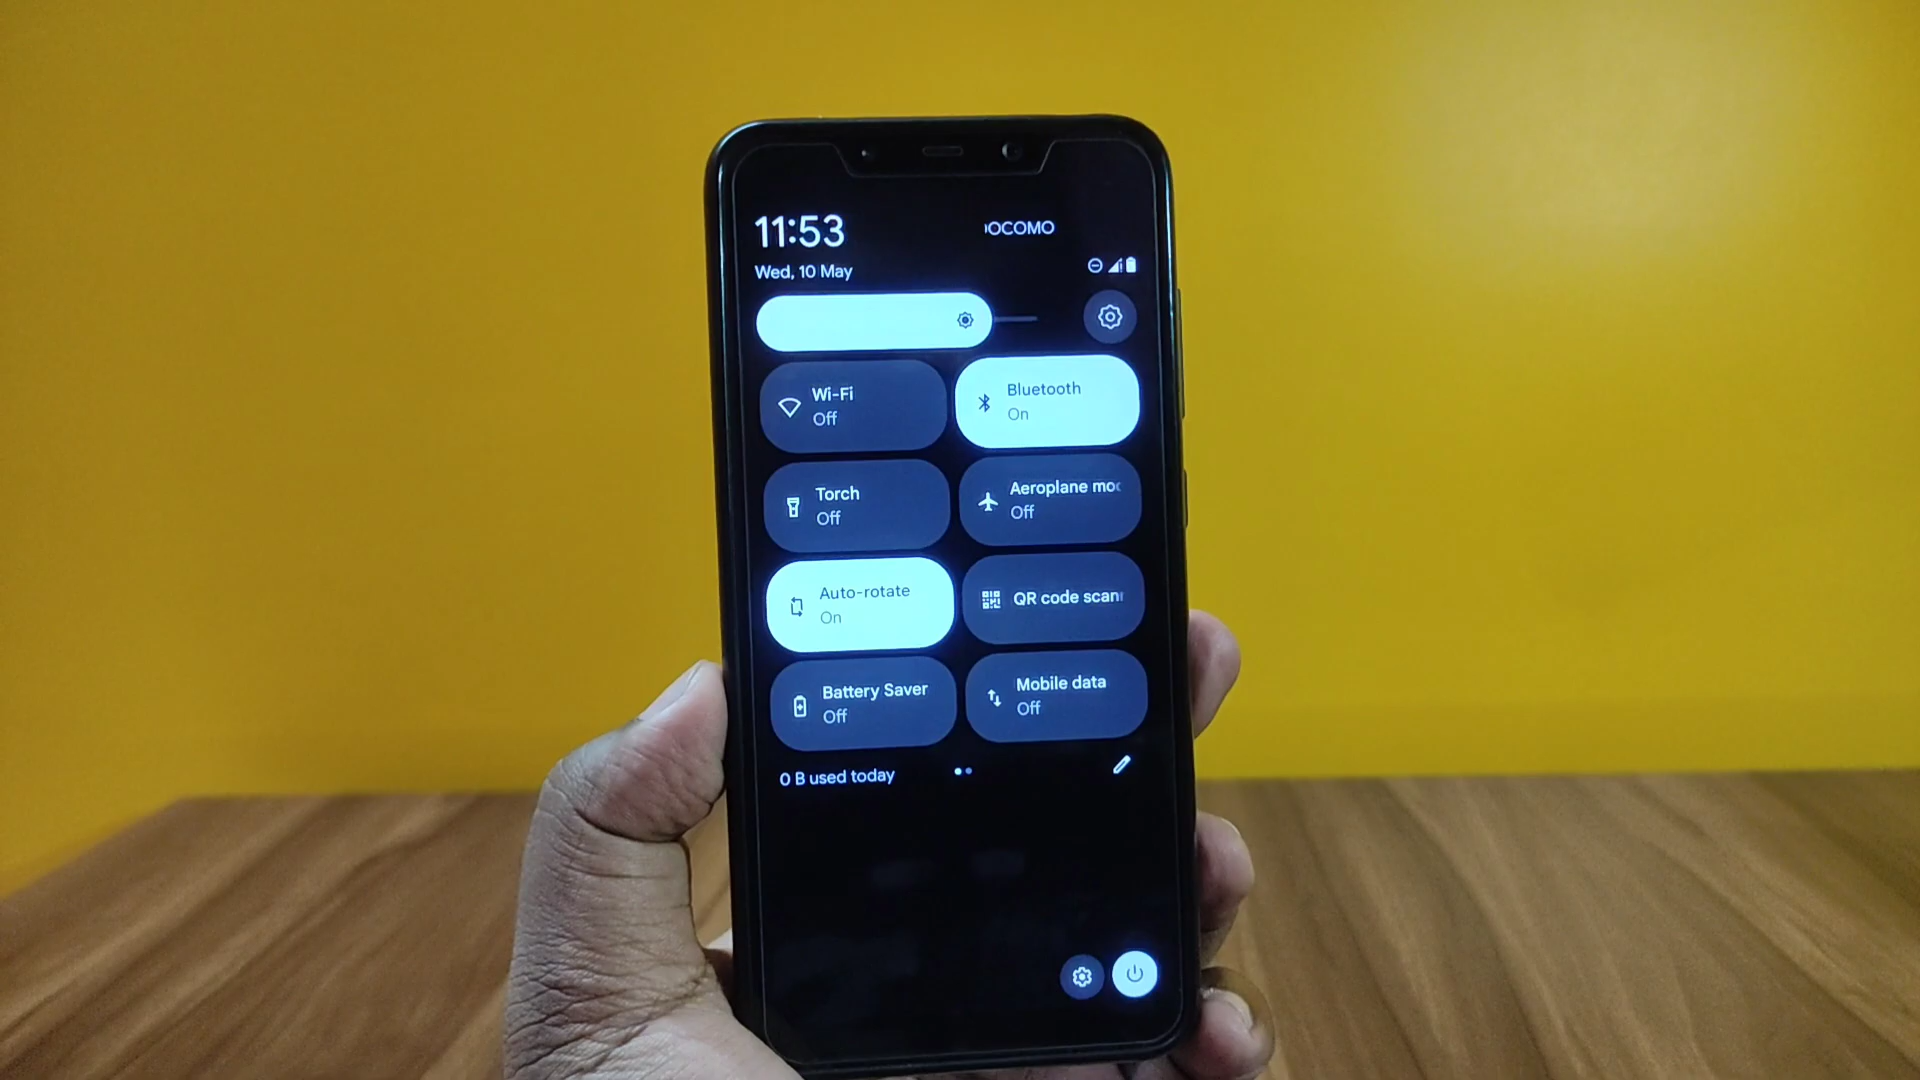 11:53
OCOMO
Wed, 10 May
Wi-Fi
Off
Bluetooth
On
Torch
Off
Aeroplane mo
Off
Auto-rotate
On
QR code scan
Battery Saver
Off
Mobile data
Off
0 B used today